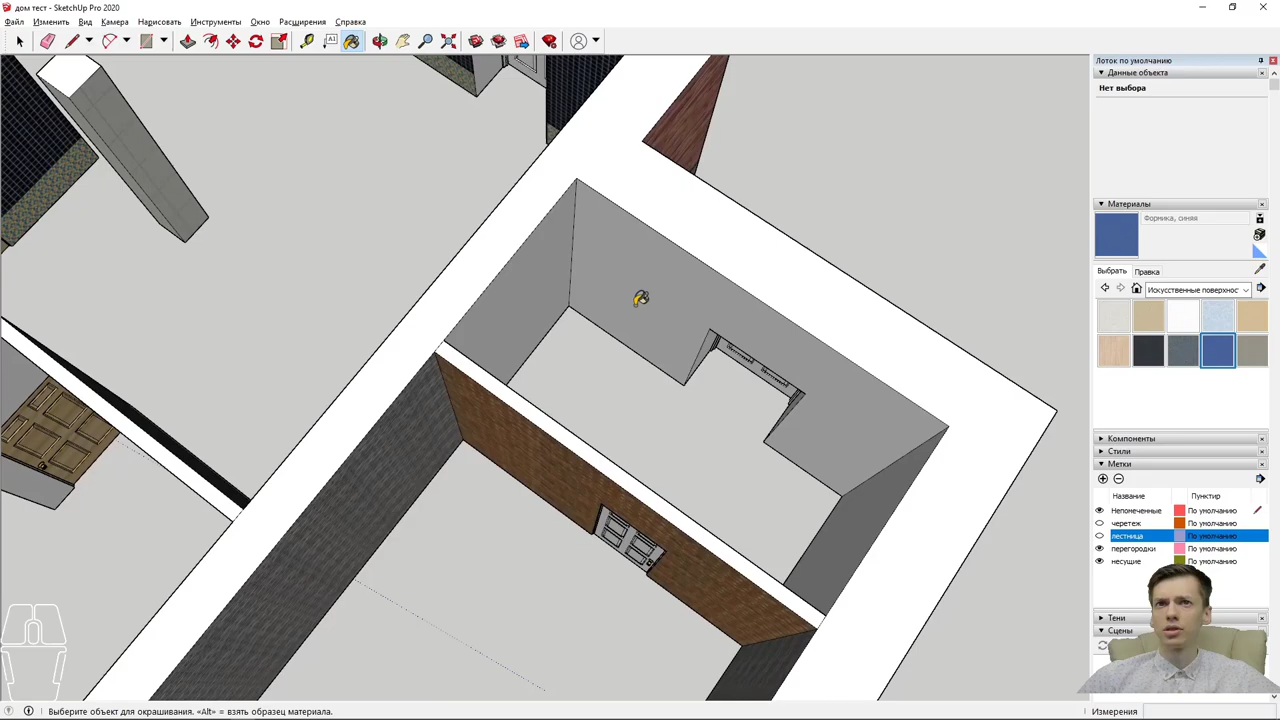 дом тест - SketchUp Pro 2020
Файл Изменить Вид Камера Нарисовать Инструменты Окно Расширения Справка
A1
Лоток по умолчанию
Данные объекта
Нет выбора
Материалы
Формика, синяя
Выбрать Правка
Искусственные поверхнос
Компоненты
Стили
Метки
Название Пунктир
Непомеченные По умолчанию
черетеж По умолчанию
лестница По умолчанию
перегородки По умолчанию
несущие По умолчанию
Тени
Сцены
Выберите объект для окрашивания. «Alt» = взять образец материала.
Измерения